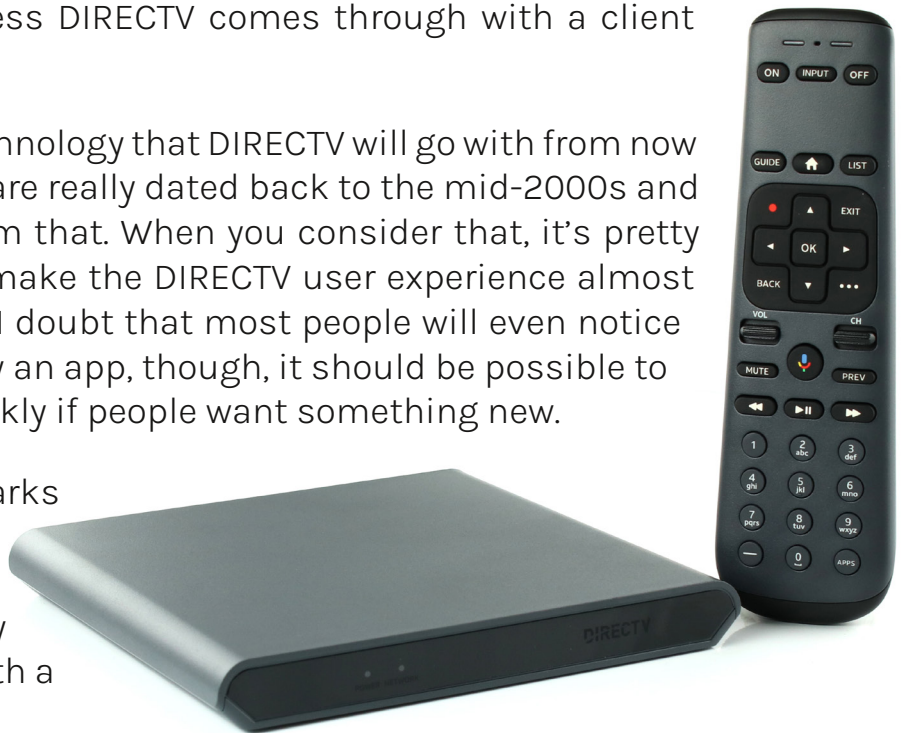 ess DIRECTV comes through with a client
hnology that DIRECTV will go with from now
are really dated back to the mid-2000s and
m that. When you consider that, it's pretty
make the DIRECTV user experience almost
I doubt that most people will even notice
an app, though, it should be possible to
kly if people want something new.
arks
th a
DIRECTV
ON INPUT OFF
GUIDE LIST
EXIT
OK
BACK
VOL CH
MUTE PREV
1 2 abc 3 def
4 ghi 5 jkl 6 mno
7 pqrs 8 tuv 9 wxyz
0 APPS